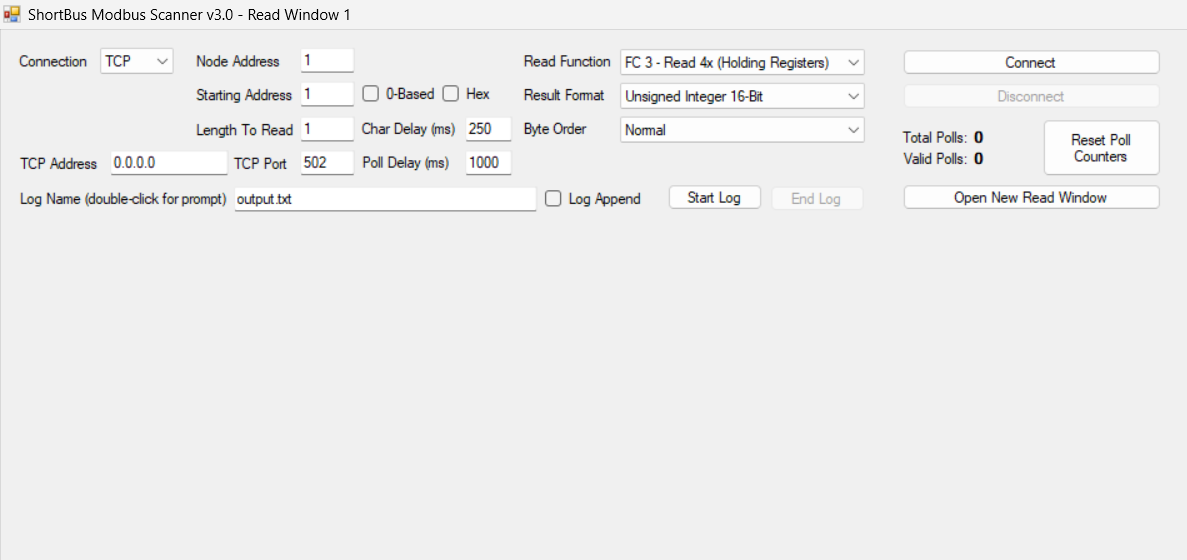 ShortBus Modbus Scanner v3.0 - Read Window 1
Connection TCP Node Address 1 Read Function FC 3 - Read 4x (Holding Registers) Connect
Starting Address 1 0-Based Hex Result Format Unsigned Integer 16-Bit Disconnect
Length To Read 1 Char Delay (ms) 250 Byte Order Normal Total Polls: 0 Reset Poll
TCP Address 0.0.0.0 TCP Port 502 Poll Delay (ms) 1000 Valid Polls: 0 Counters
Log Name (double-click for prompt) output.txt Log Append Start Log End Log Open New Read Window